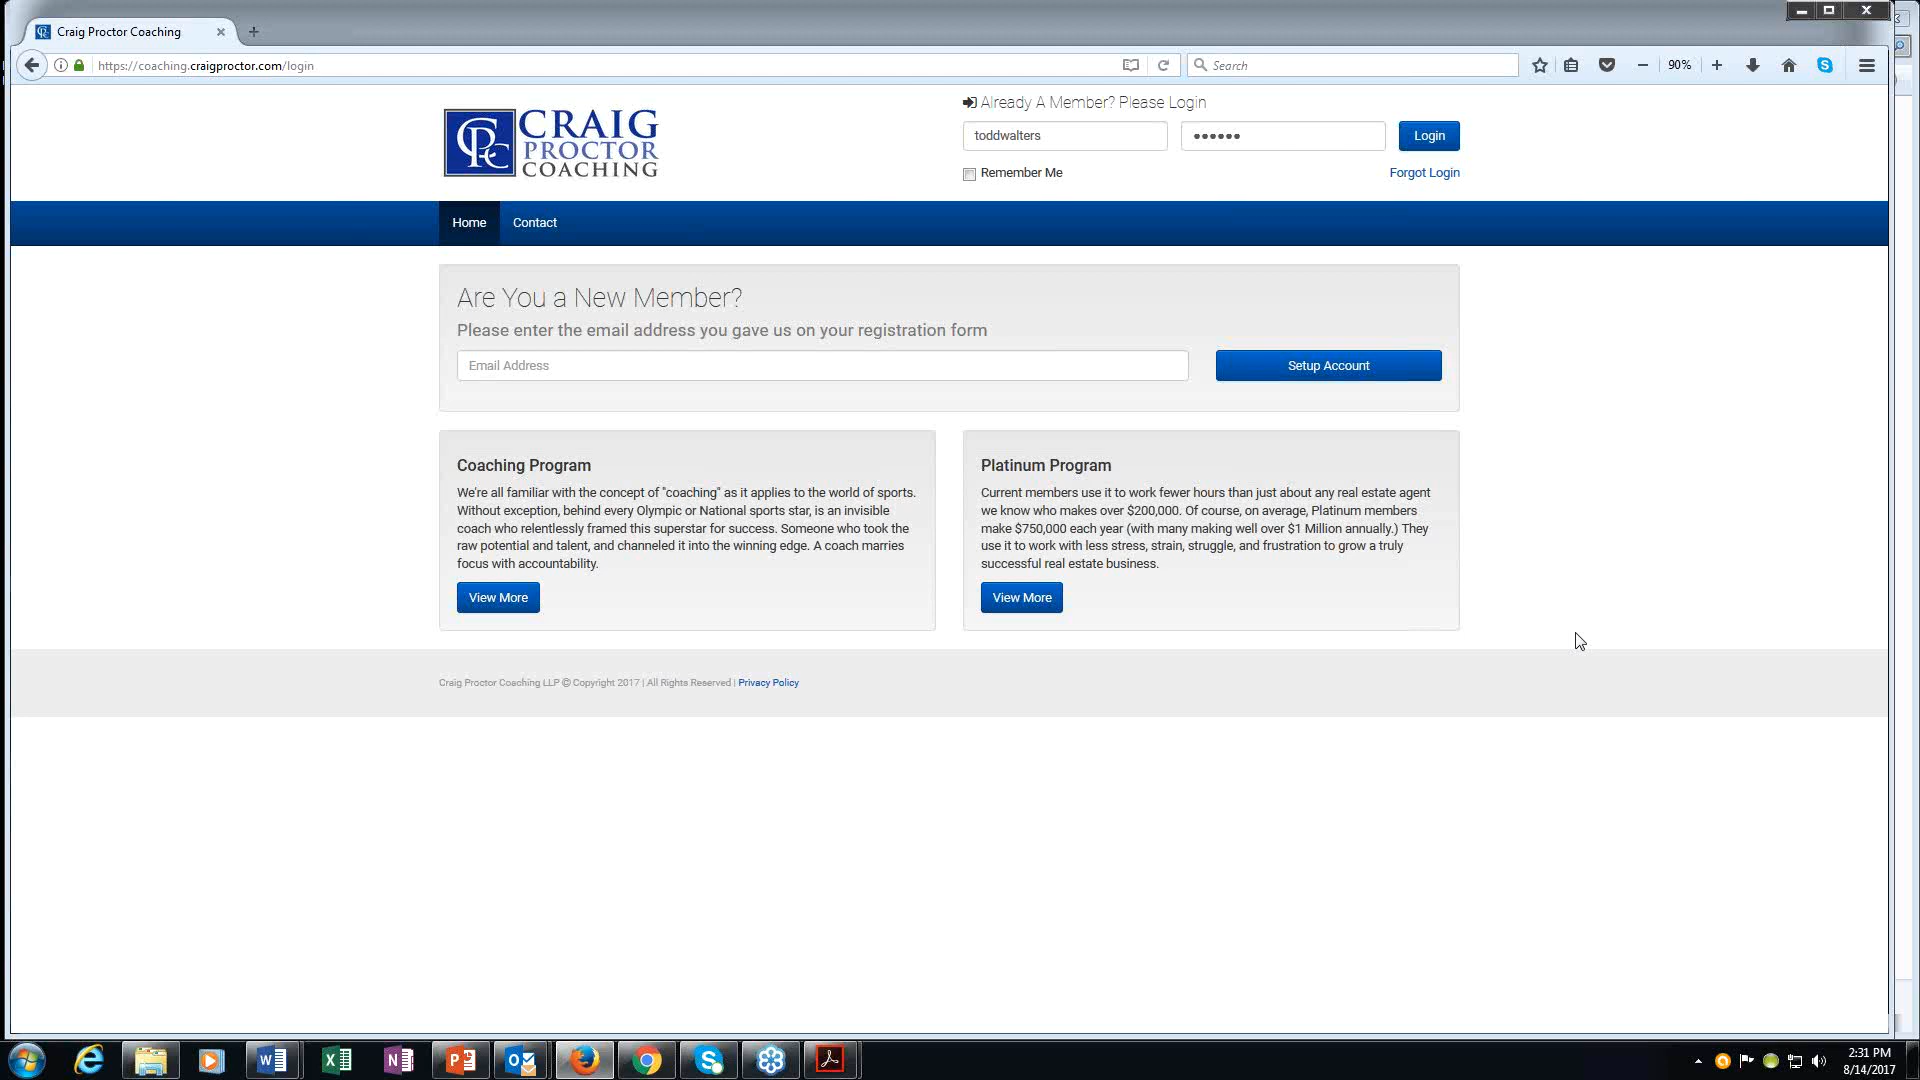 Craig Proctor Coaching
https://coaching.craigproctor.com/login
Search
90%
CRAIG
PROCTOR
COACHING
Already A Member? Please Login
toddwalters
Login
Remember Me
Forgot Login
Home
Contact
Are You a New Member?
Please enter the email address you gave us on your registration form
Email Address
Setup Account
Coaching Program
We're all familiar with the concept of "coaching" as it applies to the world of sports.
Without exception, behind every Olympic or National sports star, is an invisible
coach who relentlessly framed this superstar for success. Someone who took the
raw potential and talent, and channeled it into the winning edge. A coach marries
focus with accountability.
View More
Platinum Program
Current members use it to work fewer hours than just about any real estate agent
we know who makes over $200,000. Of course, on average, Platinum members
make $750,000 each year (with many making well over $1 Million annually.) They
use it to work with less stress, strain, struggle, and frustration to grow a truly
successful real estate business.
View More
Craig Proctor Coaching LLP © Copyright 2017 | All Rights Reserved | Privacy Policy
2:31 PM
8/14/2017